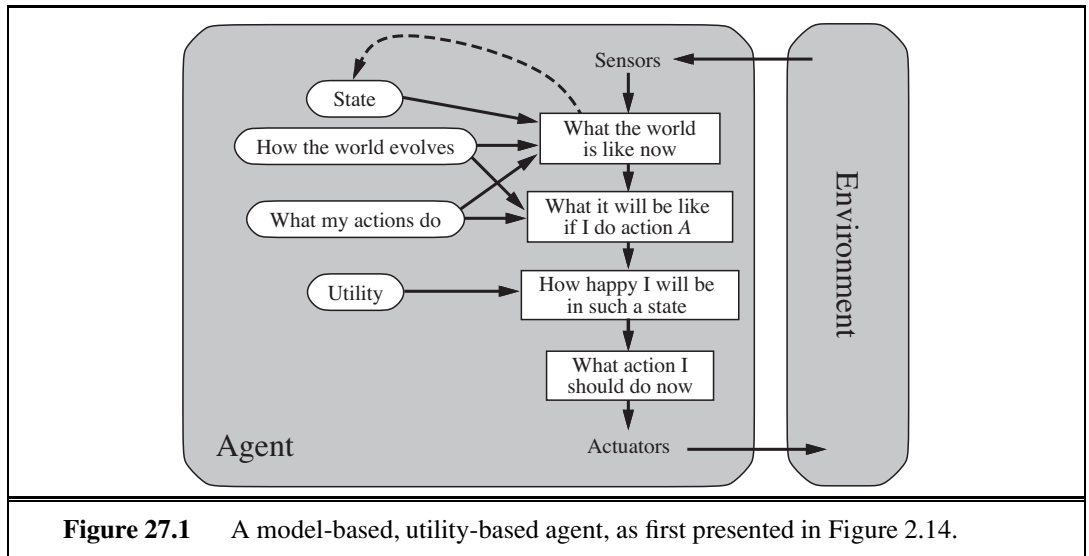 Sensors
State
What the world
is like now
How the world evolves
What it will be like
if I do action A
What my actions do
How happy I will be
in such a state
Utility
What action I
should do now
Agent
Actuators
Environment
Figure 27.1 A model-based, utility-based agent, as first presented in Figure 2.14.